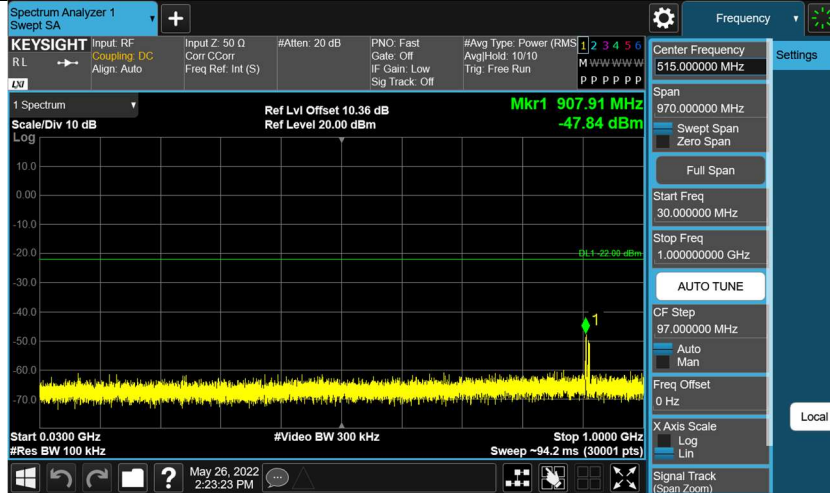 Spectrum Analyzer 1
Swept SA
Frequency
KEYSIGHT
R L
LXI
Input: RF
Coupling: DC
Align: Auto
Input Z: 50 Ω
Corr CCorr
Freq Ref: Int (S)
#Atten: 20 dB
PNO: Fast
Gate: Off
IF Gain: Low
Sig Track: Off
#Avg Type: Power (RMS
Avg|Hold: 10/10
Trig: Free Run
1 2 3 4 5 6
M W W W W W
P P P P P P
1 Spectrum
Scale/Div 10 dB
Log
Ref Lvl Offset 10.36 dB
Ref Level 20.00 dBm
Mkr1 907.91 MHz
-47.84 dBm
10.0
0.00
-10.0
-20.0
DL1 -22.00 dBm
-30.0
-40.0
1
-50.0
-60.0
-70.0
Start 0.0300 GHz
#Res BW 100 kHz
#Video BW 300 kHz
Stop 1.0000 GHz
Sweep ~94.2 ms (30001 pts)
May 26, 2022
2:23:23 PM
Center Frequency
515.000000 MHz
Span
970.000000 MHz
Swept Span
Zero Span
Full Span
Start Freq
30.000000 MHz
Stop Freq
1.000000000 GHz
AUTO TUNE
CF Step
97.000000 MHz
Auto
Man
Freq Offset
0 Hz
X Axis Scale
Log
Lin
Signal Track
(Span Zoom)
Settings
Local